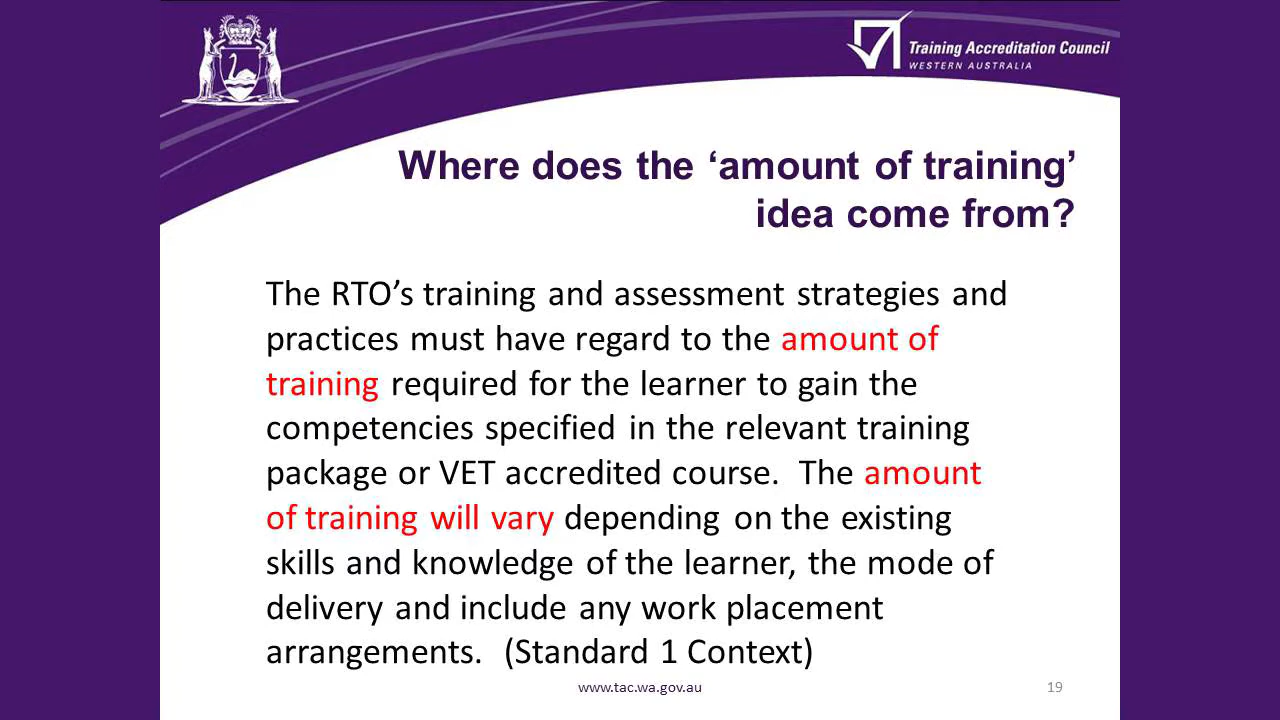 Training Accreditation Council
WESTERN AUSTRALIA
Where does the ‘amount of training’
idea come from?
The RTO’s training and assessment strategies and
practices must have regard to the amount of
training required for the learner to gain the
competencies specified in the relevant training
package or VET accredited course.  The amount
of training will vary depending on the existing
skills and knowledge of the learner, the mode of
delivery and include any work placement
arrangements.  (Standard 1 Context)
www.tac.wa.gov.au
19